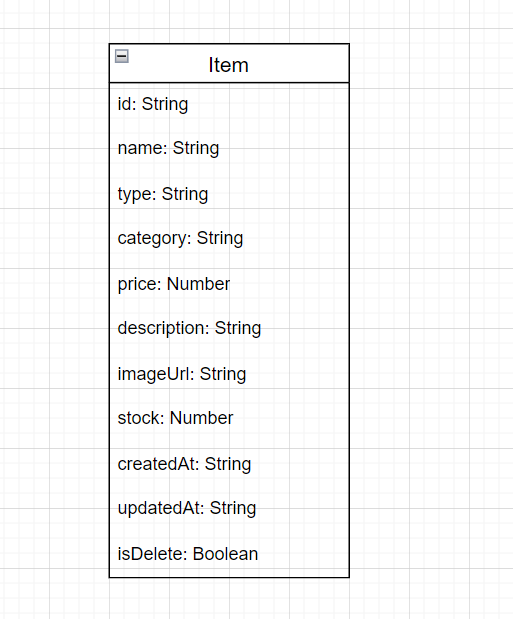 Item
id: String
name: String
type: String
category: String
price: Number
description: String
imageUrl: String
stock: Number
createdAt: String
updatedAt: String
isDelete: Boolean